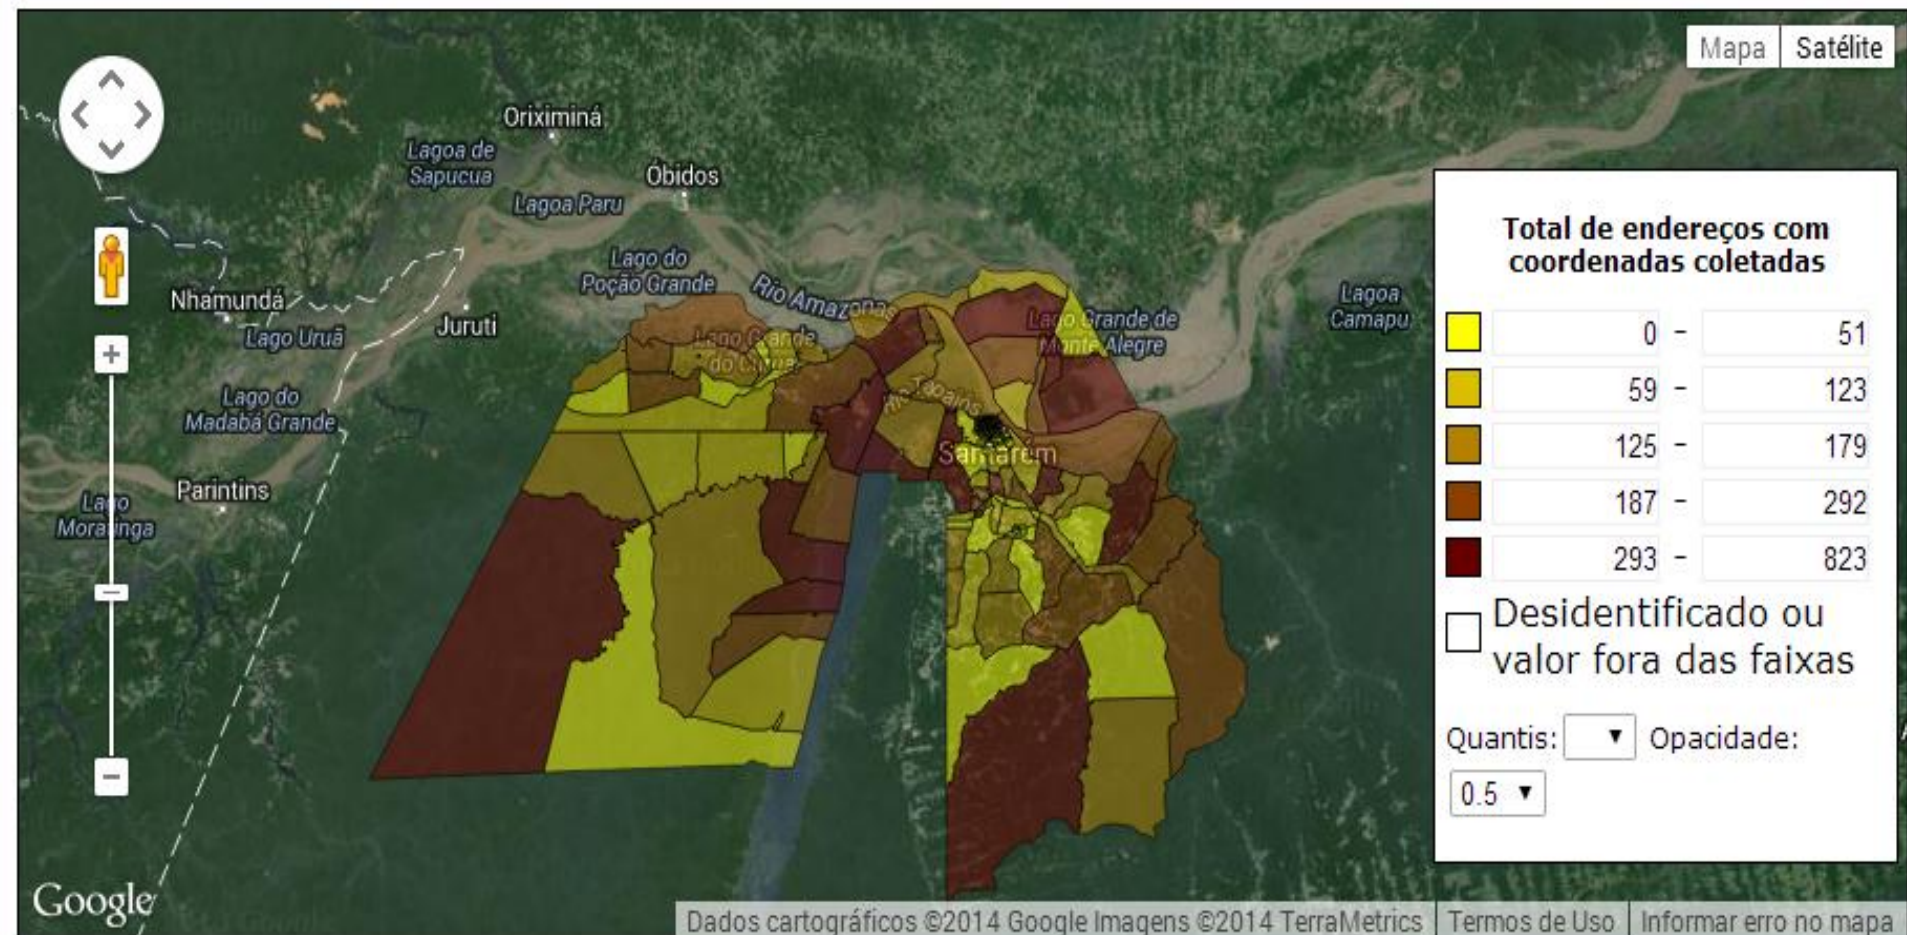 Mapa
Satélite
Oriximiná
Lagoa de
Sapucua
Óbidos
Lagoa Paru
Lago do
Poção Grande
Rio Amazonas
Nhamundá
Lago Uruã
Juruti
Lago Grande
Lago Grande de
Monte Alegre
Lagoa
Camapu
Lago do
Madabá Grande
Santarém
Parintins
Lago
Total de endereços com
coordenadas coletadas
0 - 51
59 - 123
125 - 179
187 - 292
293 - 823
Desidentificado ou
valor fora das faixas
Quantis: Opacidade:
0.5
Google
Dados cartográficos ©2014 Google Imagens ©2014 TerraMetrics
Termos de Uso
Informar erro no mapa